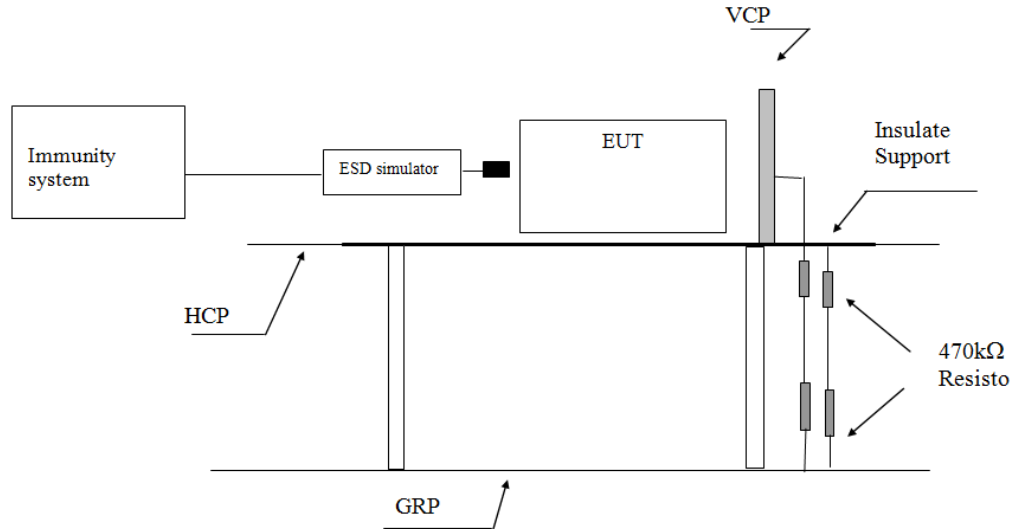 VCP
Immunity
system
ESD simulator
EUT
Insulate
Support
HCP
470kΩ
Resisto
GRP